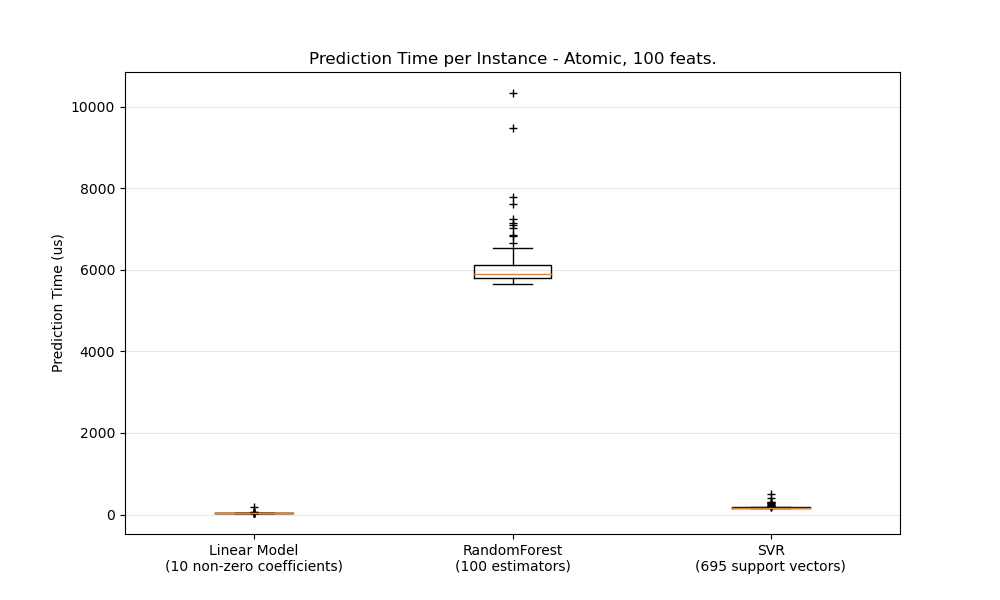 Prediction Time per Instance - Atomic, 100 feats.
Prediction Time (us)
10000
8000
6000
4000
2000
0
Linear Model
(10 non-zero coefficients)
RandomForest
(100 estimators)
SVR
(695 support vectors)